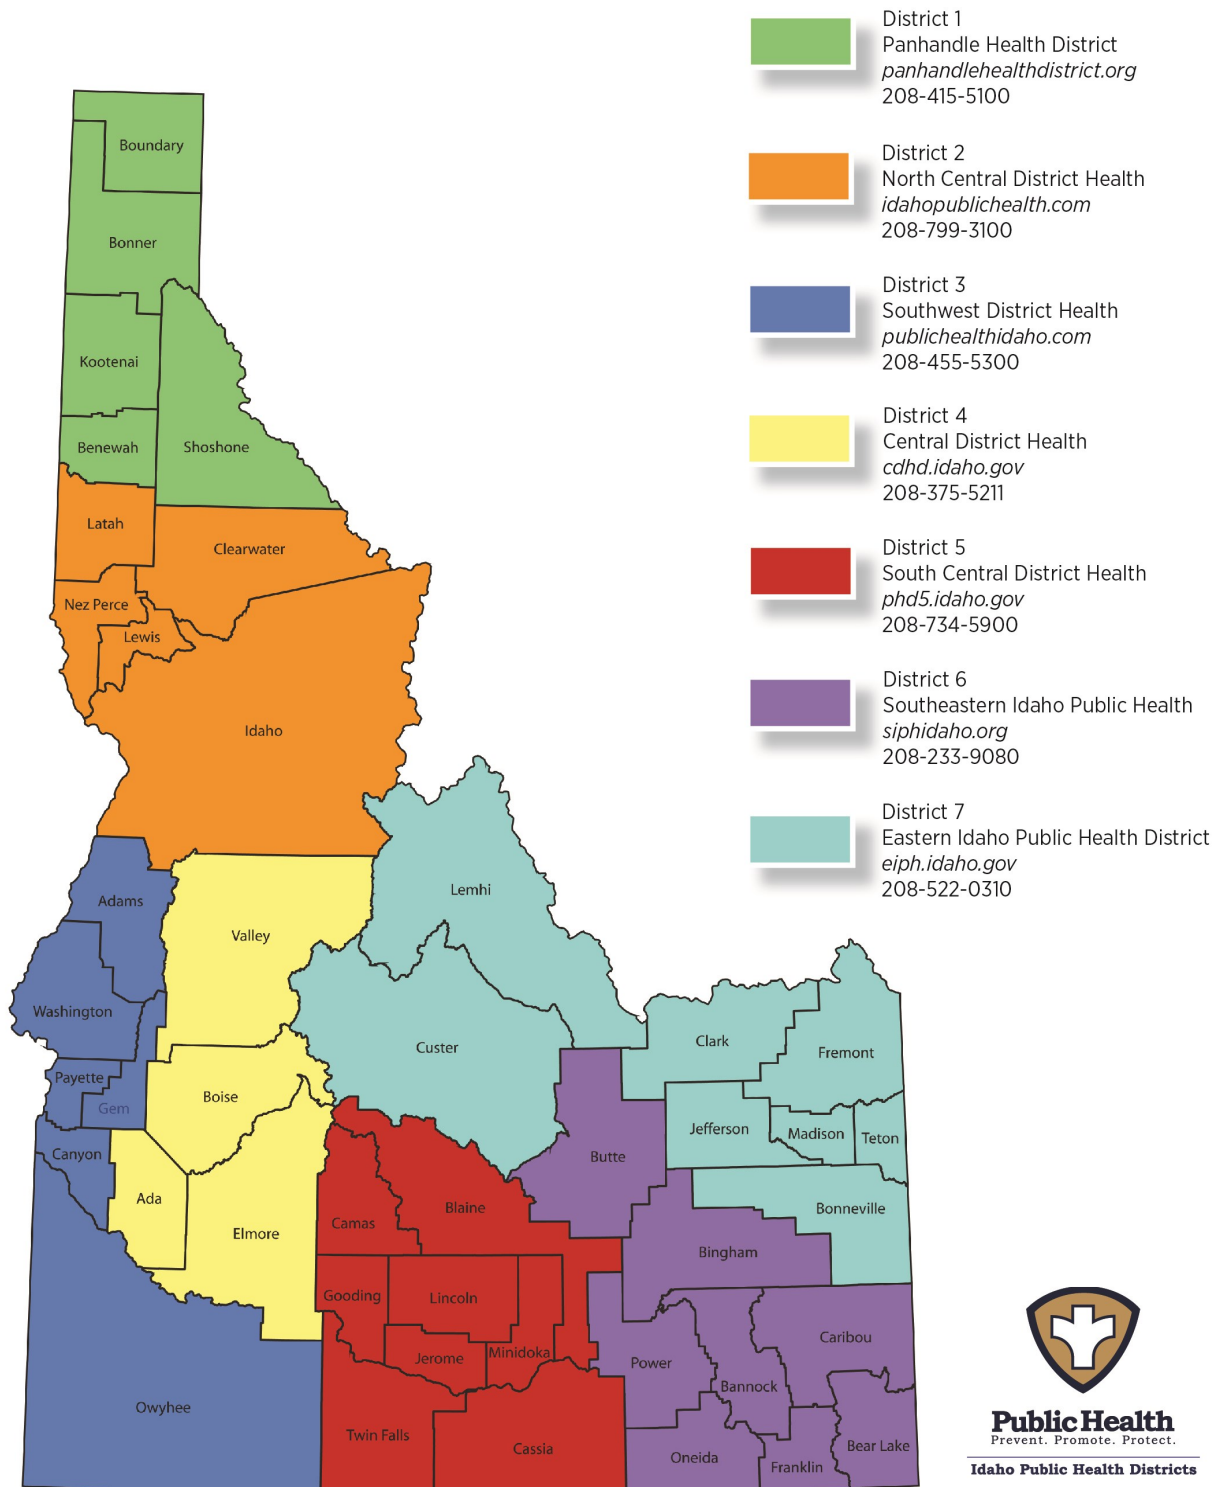 District 1
Panhandle Health District
panhandlehealthdistrict.org
208-415-5100
District 2
North Central District Health
idahopublichealth.com
208-799-3100
District 3
Southwest District Health
publichealthidaho.com
208-455-5300
District 4
Central District Health
cdhd.idaho.gov
208-375-5211
District 5
South Central District Health
phd5.idaho.gov
208-734-5900
District 6
Southeastern Idaho Public Health
siphidaho.org
208-233-9080
District 7
Eastern Idaho Public Health District
eiph.idaho.gov
208-522-0310
Boundary
Bonner
Kootenai
Benewah
Shoshone
Latah
Clearwater
Nez Perce
Lewis
Idaho
Lemhi
Adams
Valley
Washington
Custer
Clark
Fremont
Payette
Gem
Boise
Jefferson
Madison
Teton
Canyon
Butte
Ada
Blaine
Bonneville
Camas
Elmore
Bingham
Gooding
Lincoln
Caribou
Jerome
Minidoka
Power
Bannock
Owyhee
Twin Falls
Cassia
Oneida
Franklin
Bear Lake
Public Health
Prevent. Promote. Protect.
Idaho Public Health Districts